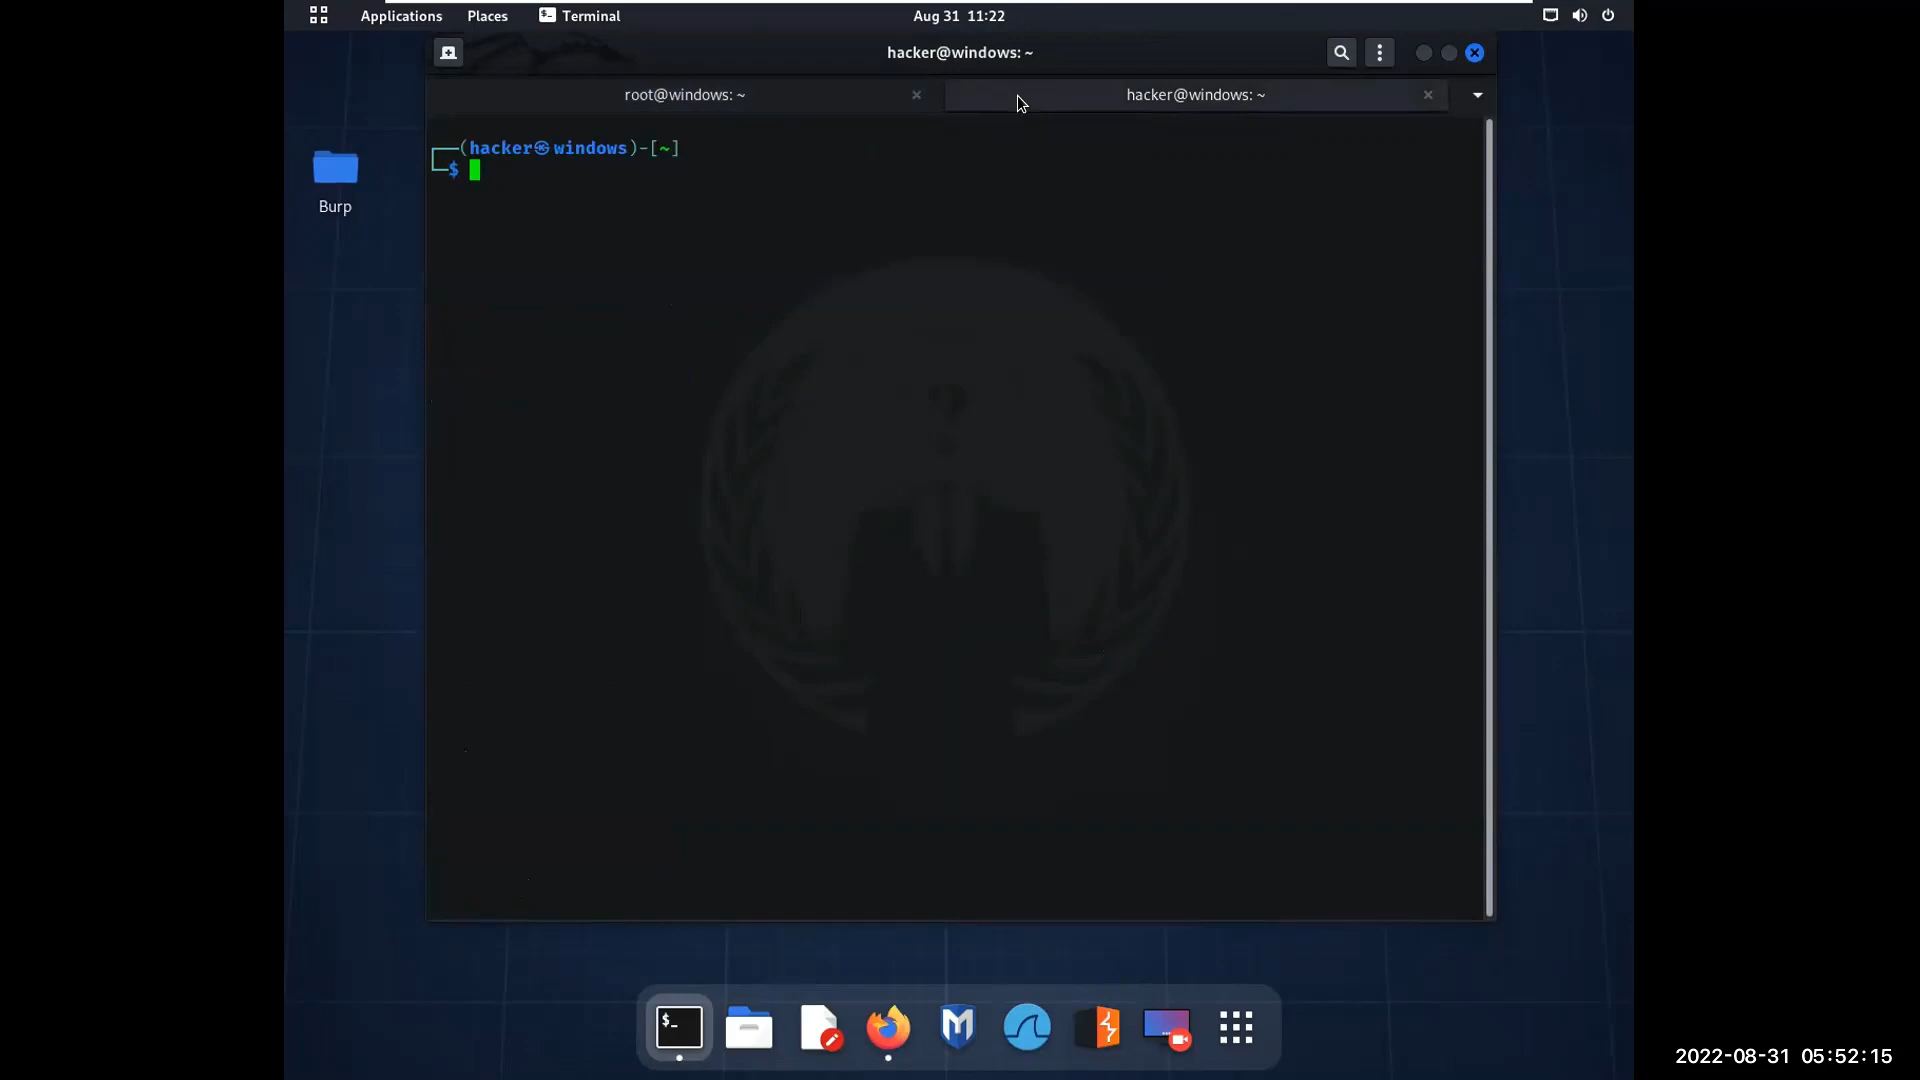 Applications Places Terminal Aug 31 11:22
hacker@windows: ~
root@windows: ~ hacker@windows: ~
┌──(hacker㉿windows)-[~]
└─$
Burp
2022-08-31 05:52:15